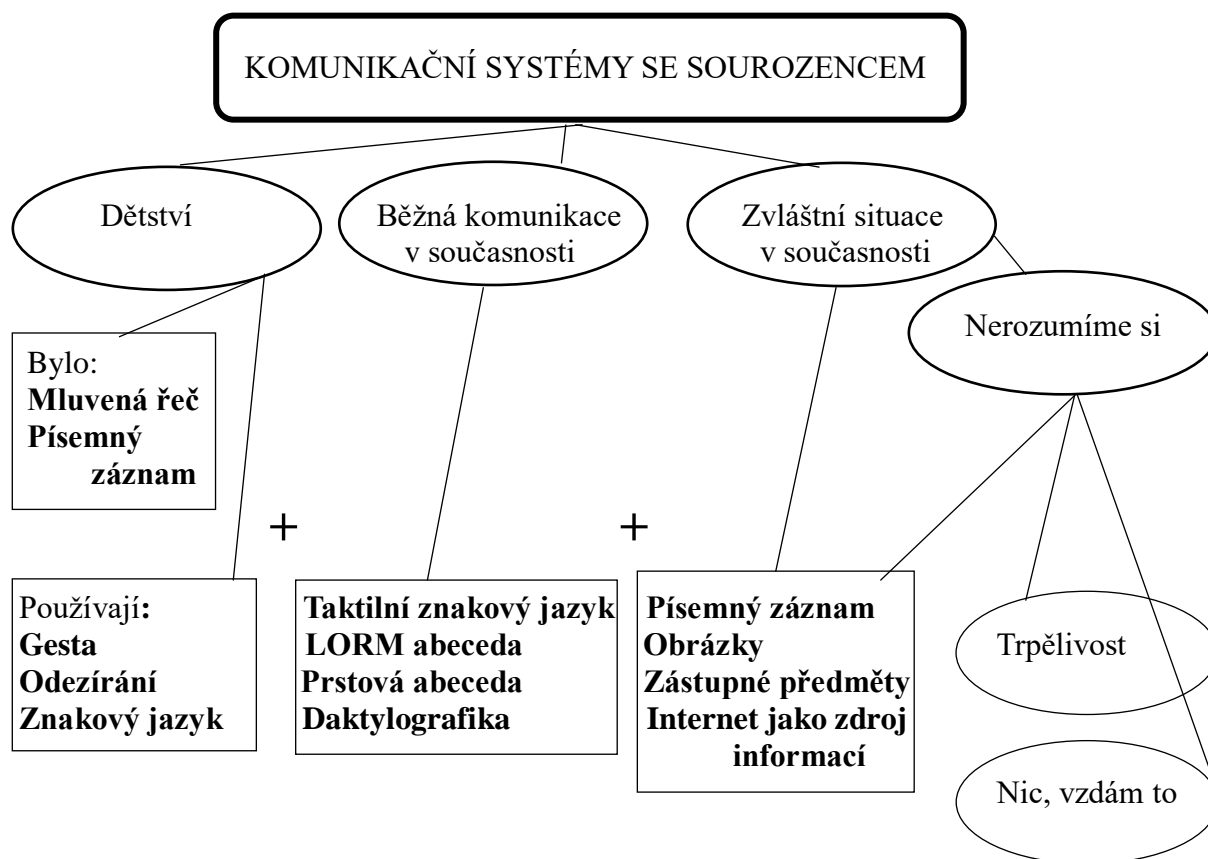 KOMUNIKAČNÍ SYSTÉMY SE SOUROZENCEM
Dětství
Běžná komunikace
v současnosti
Zvláštní situace
v současnosti
Nerozumíme si
Bylo:
Mluvená řeč
Písemný
záznam
+
+
Používají:
Gesta
Odezírání
Znakový jazyk
Taktilní znakový jazyk
LORM abeceda
Prstová abeceda
Daktylografika
Písemný záznam
Obrázky
Zástupné předměty
Internet jako zdroj
informací
Trpělivost
Nic, vzdám to